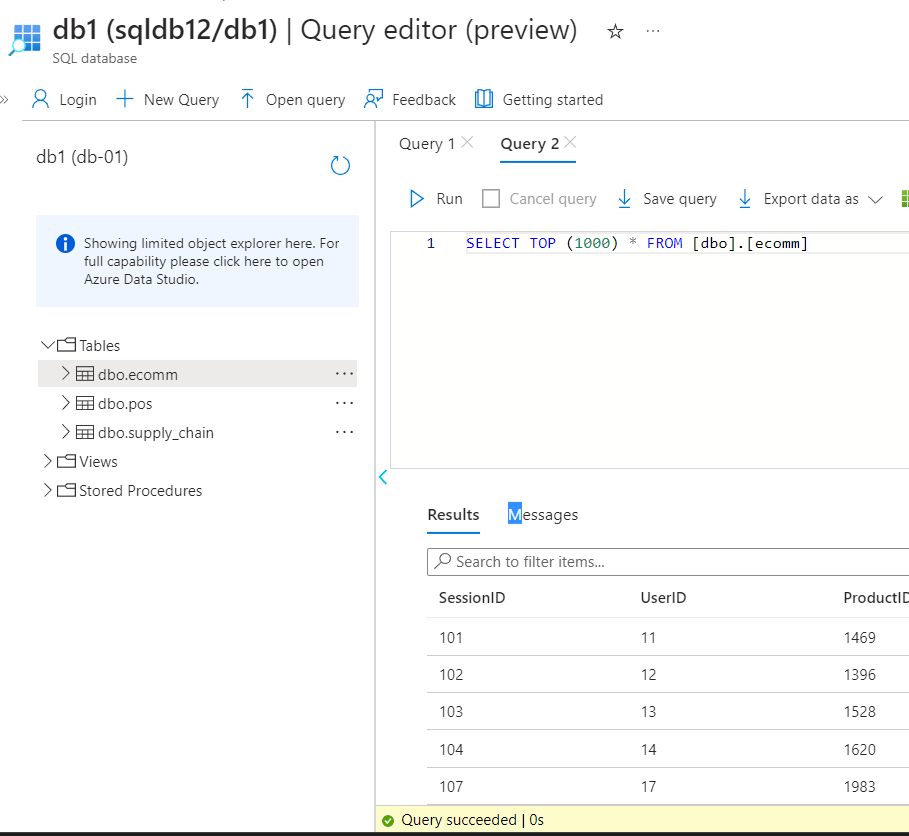 db1 (sqldb12/db1) | Query editor (preview) ☆ ...
SQL database
» Login New Query Open query Feedback Getting started
db1 (db-01)
Showing limited object explorer here. For
full capability please click here to open
Azure Data Studio.
Tables
dbo.ecomm ...
dbo.pos ...
dbo.supply_chain ...
Views
Stored Procedures
Query 1 Query 2
Run Cancel query Save query Export data as
1 SELECT TOP (1000) * FROM [dbo].[ecomm]
Results Messages
Search to filter items...
SessionID UserID ProductID
101 11 1469
102 12 1396
103 13 1528
104 14 1620
107 17 1983
Query succeeded | 0s